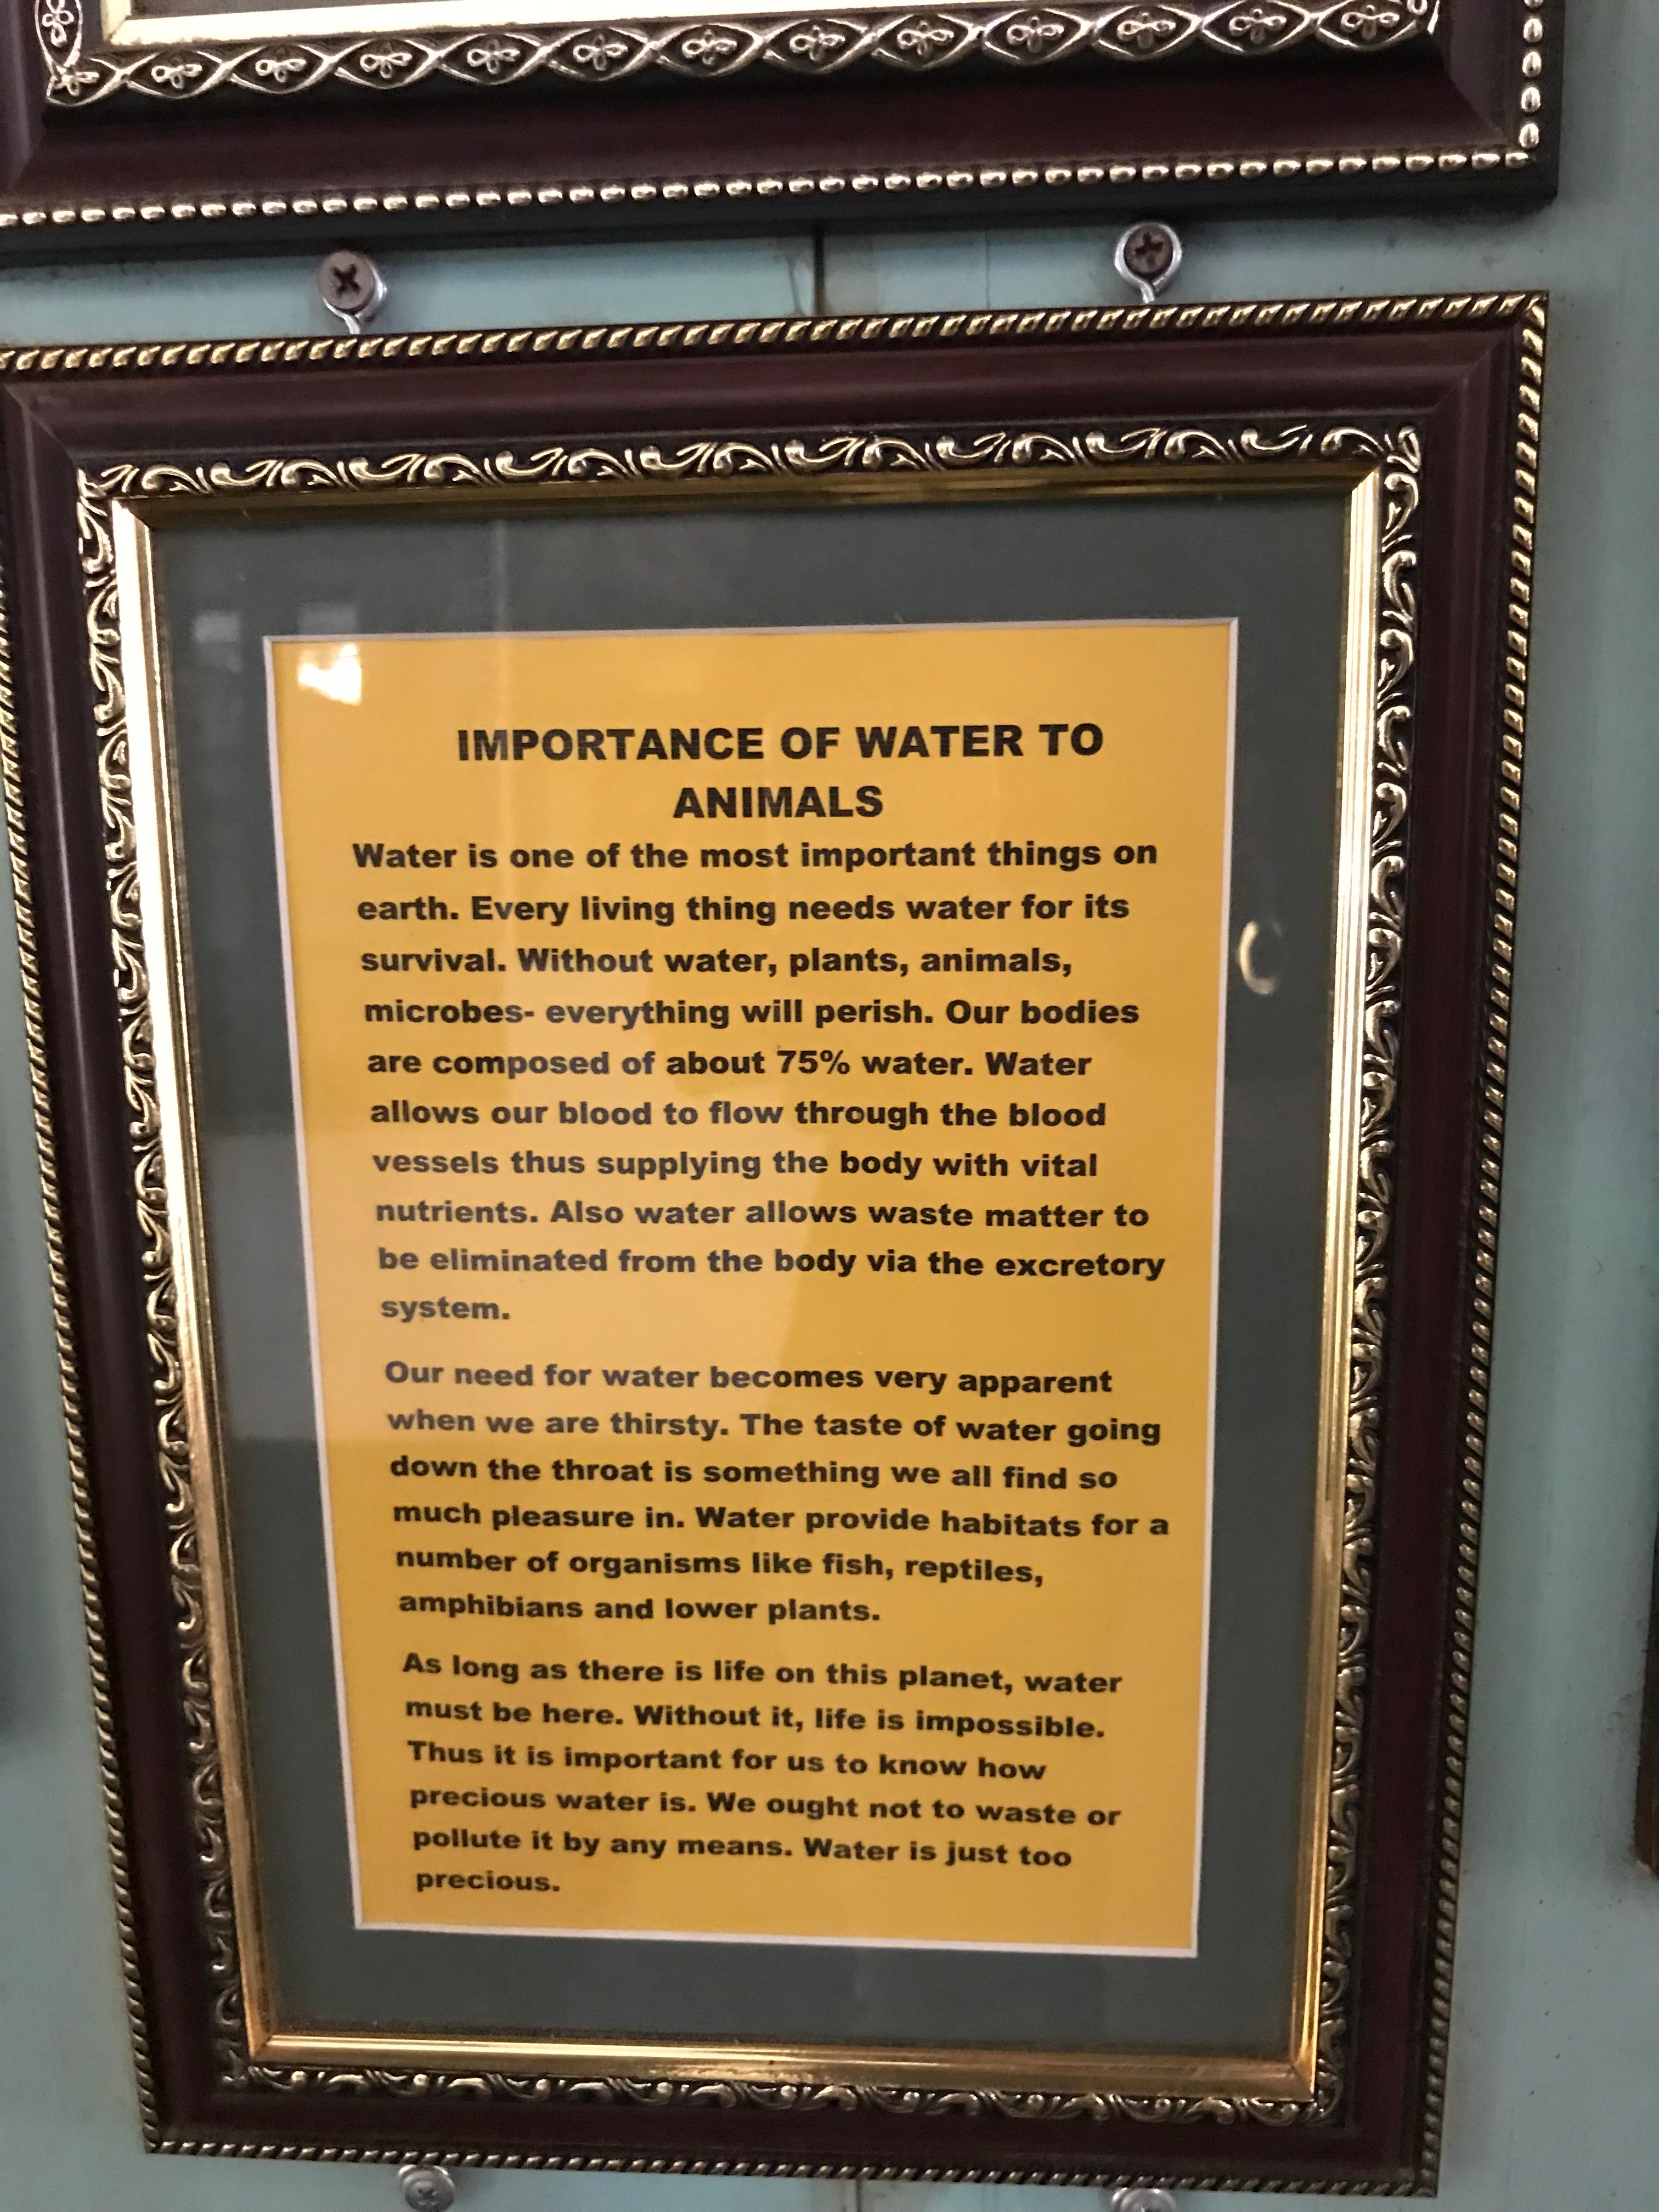 IMPORTANCE OF WATER TO
ANIMALS
Water is one of the most important things on
earth. Every living thing needs water for its
survival. Without water, plants, animals,
microbes- everything will perish. Our bodies
are composed of about 75% water. Water
allows our blood to flow through the blood
vessels thus supplying the body with vital
nutrients. Also water allows waste matter to
be eliminated from the body via the excretory
system.
Our need for water becomes very apparent
when we are thirsty. The taste of water going
down the throat is something we all find so
much pleasure in. Water provide habitats for a
number of organisms like fish, reptiles,
amphibians and lower plants.
As long as there is life on this planet, water
must be here. Without it, life is impossible.
Thus it is important for us to know how
precious water is. We ought not to waste or
pollute it by any means. Water is just too
precious.